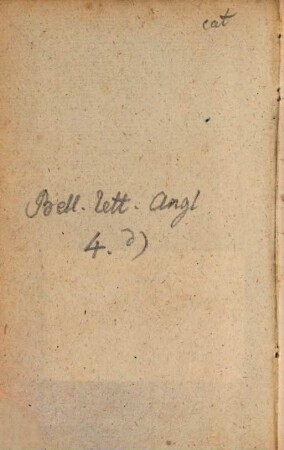 cat
Bell. lett. Angl
4. d)